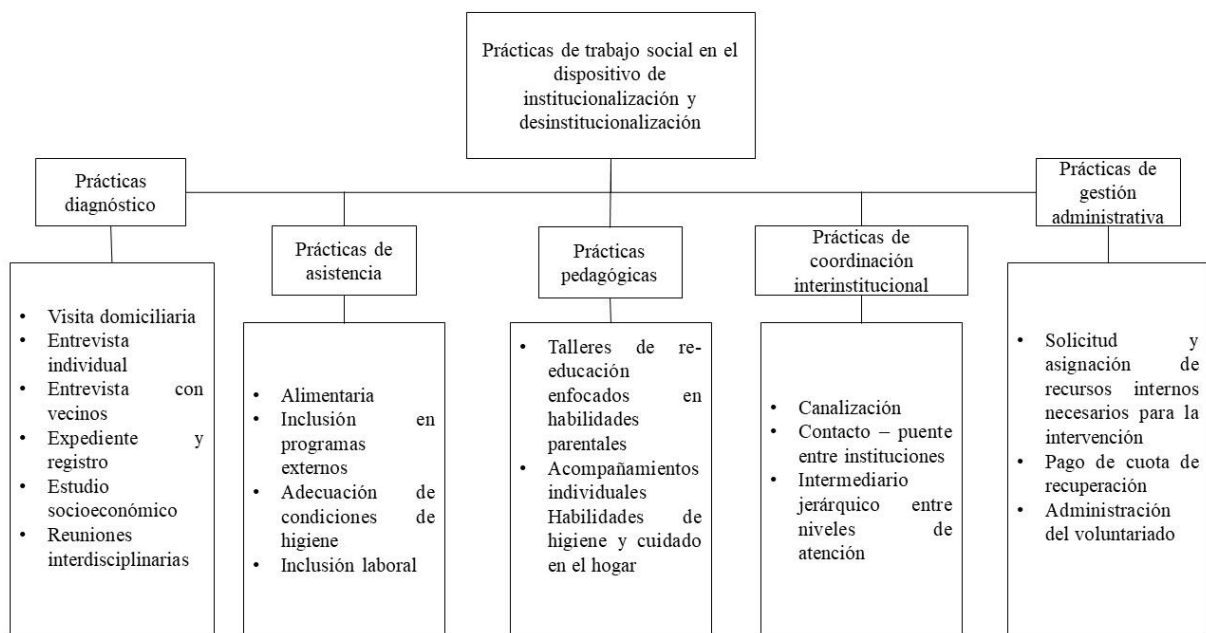 Prácticas de trabajo social en el
dispositivo de
institucionalización y
desinstitucionalización
Prácticas
diagnóstico
Prácticas de
asistencia
Prácticas
pedagógicas
Prácticas de
coordinación
interinstitucional
Prácticas de
gestión
administrativa
• Visita domiciliaria
• Entrevista
individual
• Entrevista con
vecinos
• Expediente y
registro
• Estudio
socioeconómico
• Reuniones
interdisciplinarias
• Alimentaria
• Inclusión en
programas
externos
• Adecuación de
condiciones de
higiene
• Inclusión laboral
• Talleres de re-
educación
enfocados en
habilidades
parentales
• Acompañamientos
individuales
Habilidades de
higiene y cuidado
en el hogar
• Canalización
• Contacto – puente
entre instituciones
• Intermediario
jerárquico entre
niveles de
atención
• Solicitud y
asignación de
recursos internos
necesarios para la
intervención
• Pago de cuota de
recuperación
• Administración
del voluntariado